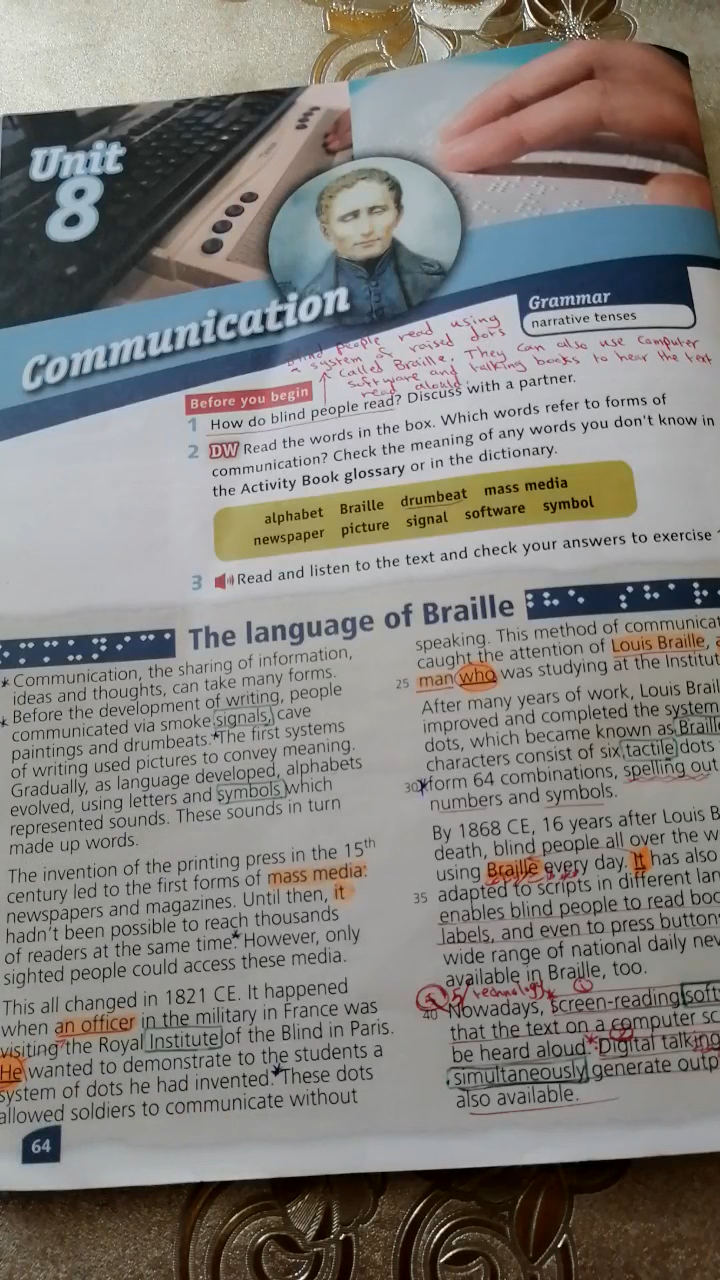 Unit
8
Communication
Grammar
narrative tenses
Blind people read using
a system of raised dots
called Braille. They can also use computer
software and talking books to hear the text
read aloud.
Before you begin
1 How do blind people read? Discuss with a partner.
2 DW Read the words in the box. Which words refer to forms of
communication? Check the meaning of any words you don't know in
the Activity Book glossary or in the dictionary.
alphabet Braille drumbeat mass media
newspaper picture signal software symbol
3 Read and listen to the text and check your answers to exercise
The language of Braille
* Communication, the sharing of information,
ideas and thoughts, can take many forms.
* Before the development of writing, people
communicated via smoke signals, cave
paintings and drumbeats.* The first systems
of writing used pictures to convey meaning.
Gradually, as language developed, alphabets
evolved, using letters and symbols which
represented sounds. These sounds in turn
made up words.
The invention of the printing press in the 15th
century led to the first forms of mass media:
newspapers and magazines. Until then, it
hadn't been possible to reach thousands
of readers at the same time.* However, only
sighted people could access these media.
This all changed in 1821 CE. It happened
when an officer in the military in France was
visiting the Royal Institute of the Blind in Paris.
He wanted to demonstrate to the students a
system of dots he had invented.* These dots
allowed soldiers to communicate without
64
speaking. This method of communicat
caught the attention of Louis Braille,
25 man who was studying at the Institut
After many years of work, Louis Brail
improved and completed the system
dots, which became known as Braille
characters consist of six tactile dots
30 form 64 combinations, spelling out
numbers and symbols.
By 1868 CE, 16 years after Louis B
death, blind people all over the w
using Braille every day. It has also
35 adapted to scripts in different lan
enables blind people to read boo
labels, and even to press button
wide range of national daily nev
available in Braille, too.
technology
40 Nowadays, screen-reading soft
that the text on a computer sc
be heard aloud.* Digital talking
simultaneously generate outp
also available.